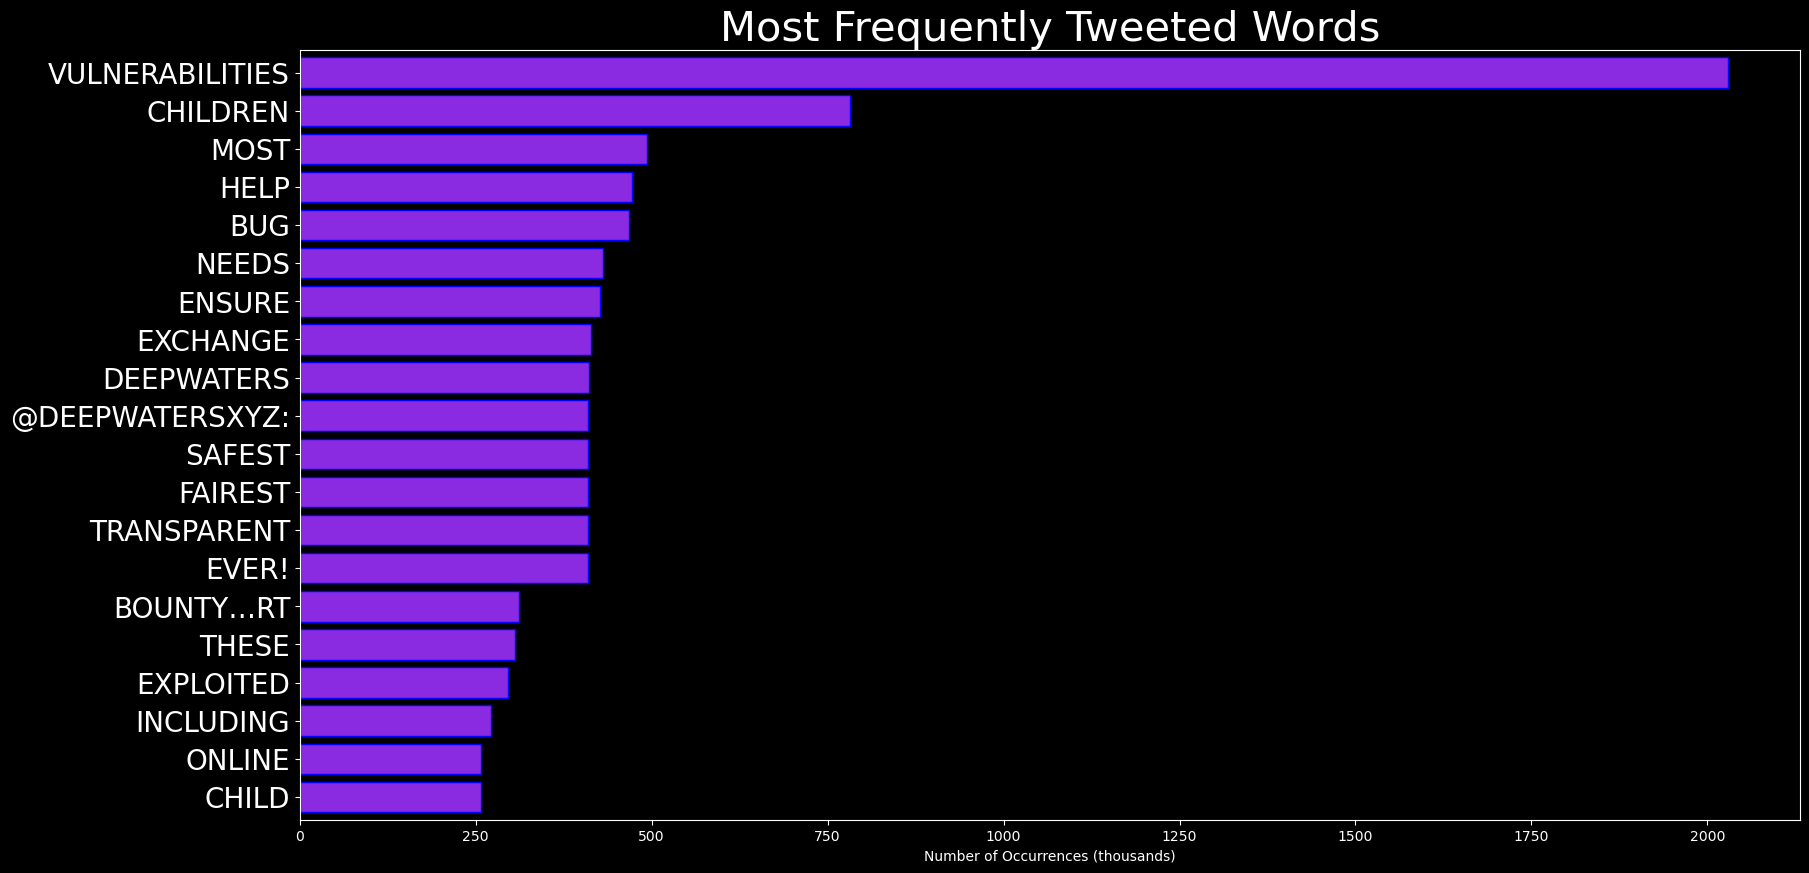 Most Frequently Tweeted Words
VULNERABILITIES
CHILDREN
MOST
HELP
BUG
NEEDS
ENSURE
EXCHANGE
DEEPWATERS
@DEEPWATERSXYZ:
SAFEST
FAIREST
TRANSPARENT
EVER!
BOUNTY…RT
THESE
EXPLOITED
INCLUDING
ONLINE
CHILD
0 250 500 750 1000 1250 1500 1750 2000
Number of Occurrences (thousands)